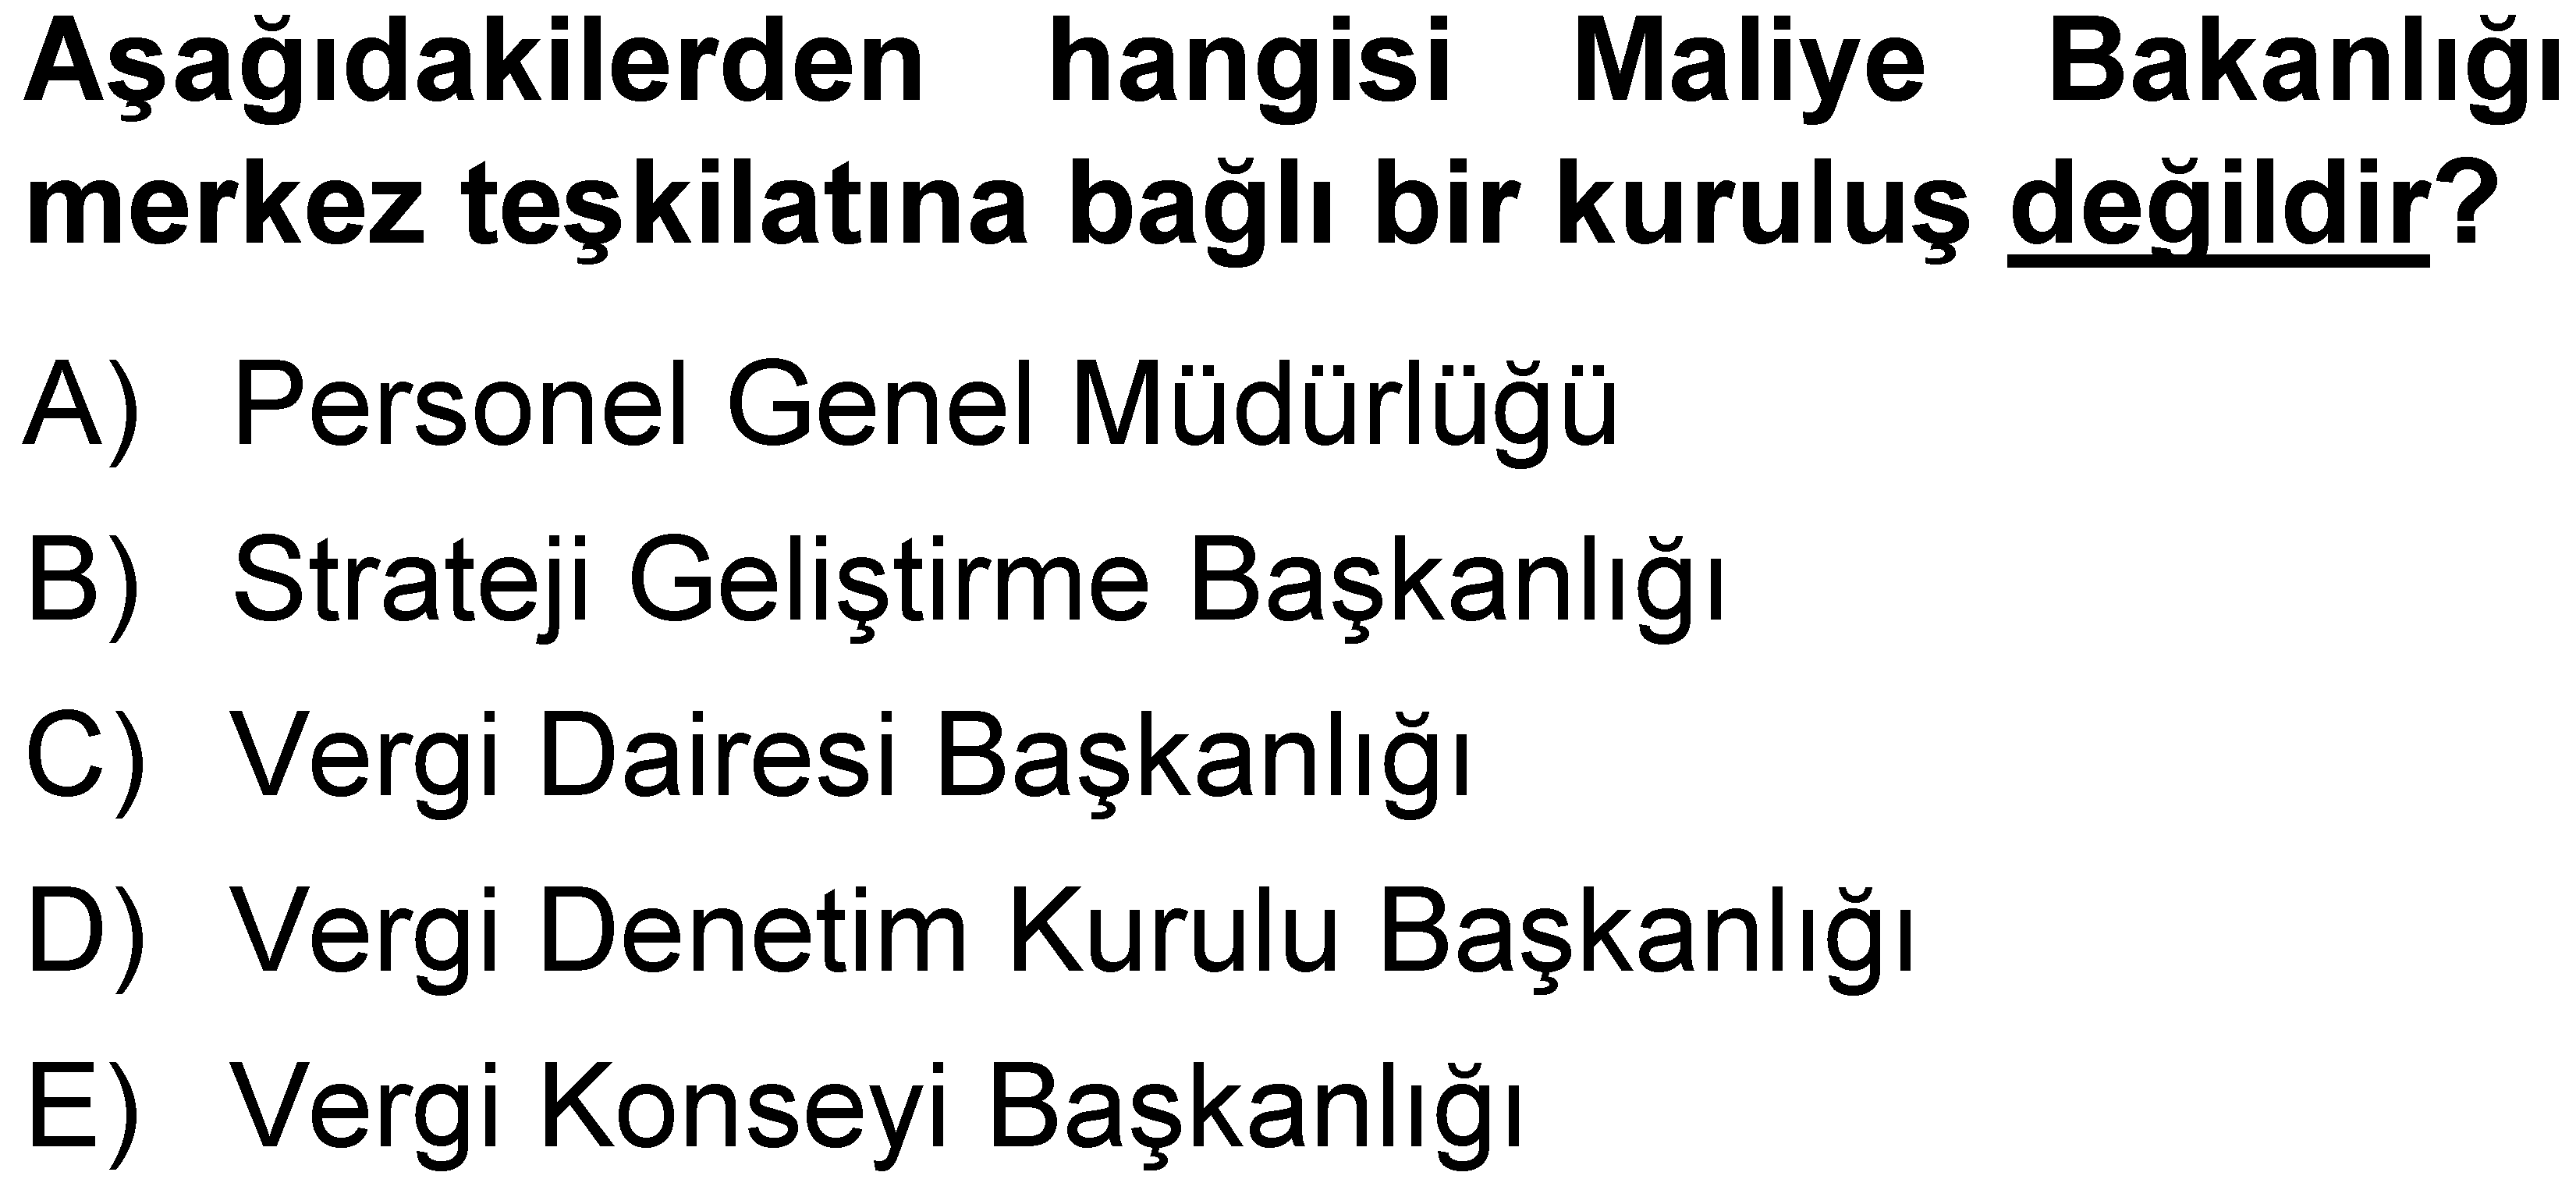 Aşağıdakilerden hangisi Maliye Bakanlığı
merkez teşkilatına bağlı bir kuruluş değildir?
A) Personel Genel Müdürlüğü
B) Strateji Geliştirme Başkanlığı
C) Vergi Dairesi Başkanlığı
D) Vergi Denetim Kurulu Başkanlığı
E) Vergi Konseyi Başkanlığı